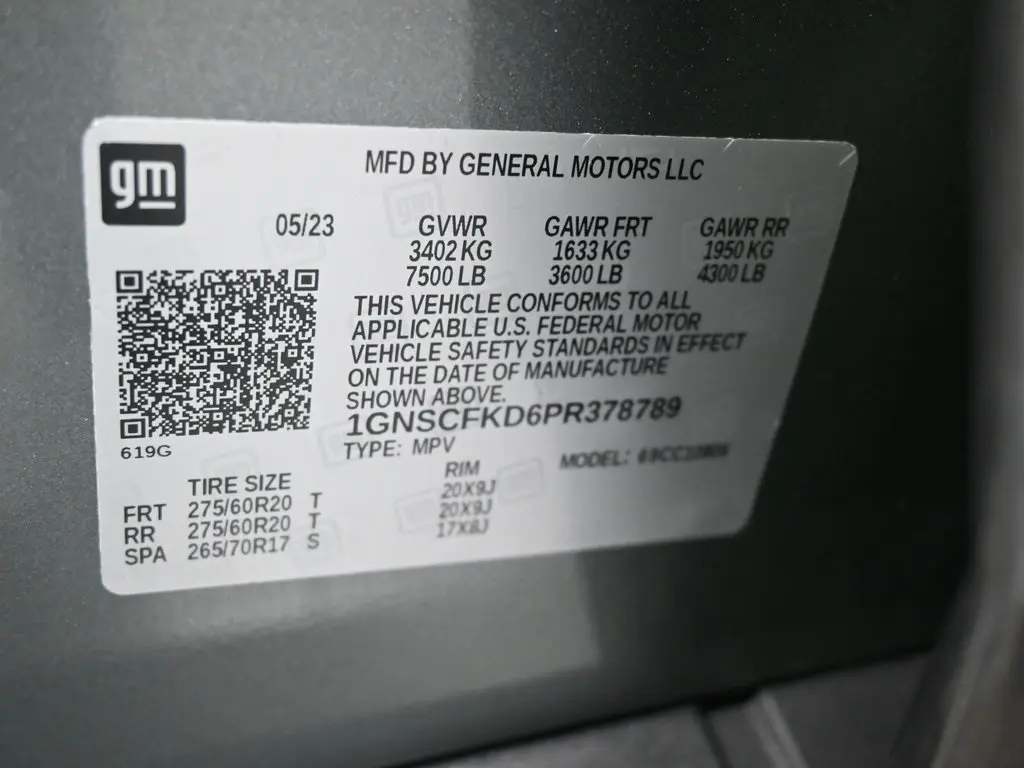 gm
MFD BY GENERAL MOTORS LLC
05/23 GVWR GAWR FRT GAWR RR
3402 KG 1633 KG 1950 KG
7500 LB 3600 LB 4300 LB
THIS VEHICLE CONFORMS TO ALL
APPLICABLE U.S. FEDERAL MOTOR
VEHICLE SAFETY STANDARDS IN EFFECT
ON THE DATE OF MANUFACTURE
SHOWN ABOVE.
1GNSCFKD6PR378789
619G
TYPE: MPV MODEL:
TIRE SIZE RIM
FRT 275/60R20 T 20X9J
RR 275/60R20 T 20X9J
SPA 265/70R17 S 17X8J